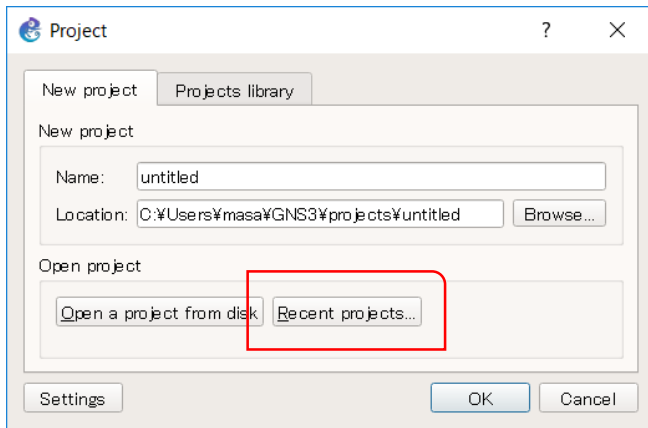 Project
New project Projects library
New project
Name: untitled
Location: C:¥Users¥masa¥GNS3¥projects¥untitled Browse...
Open project
Open a project from disk Recent projects...
Settings OK Cancel